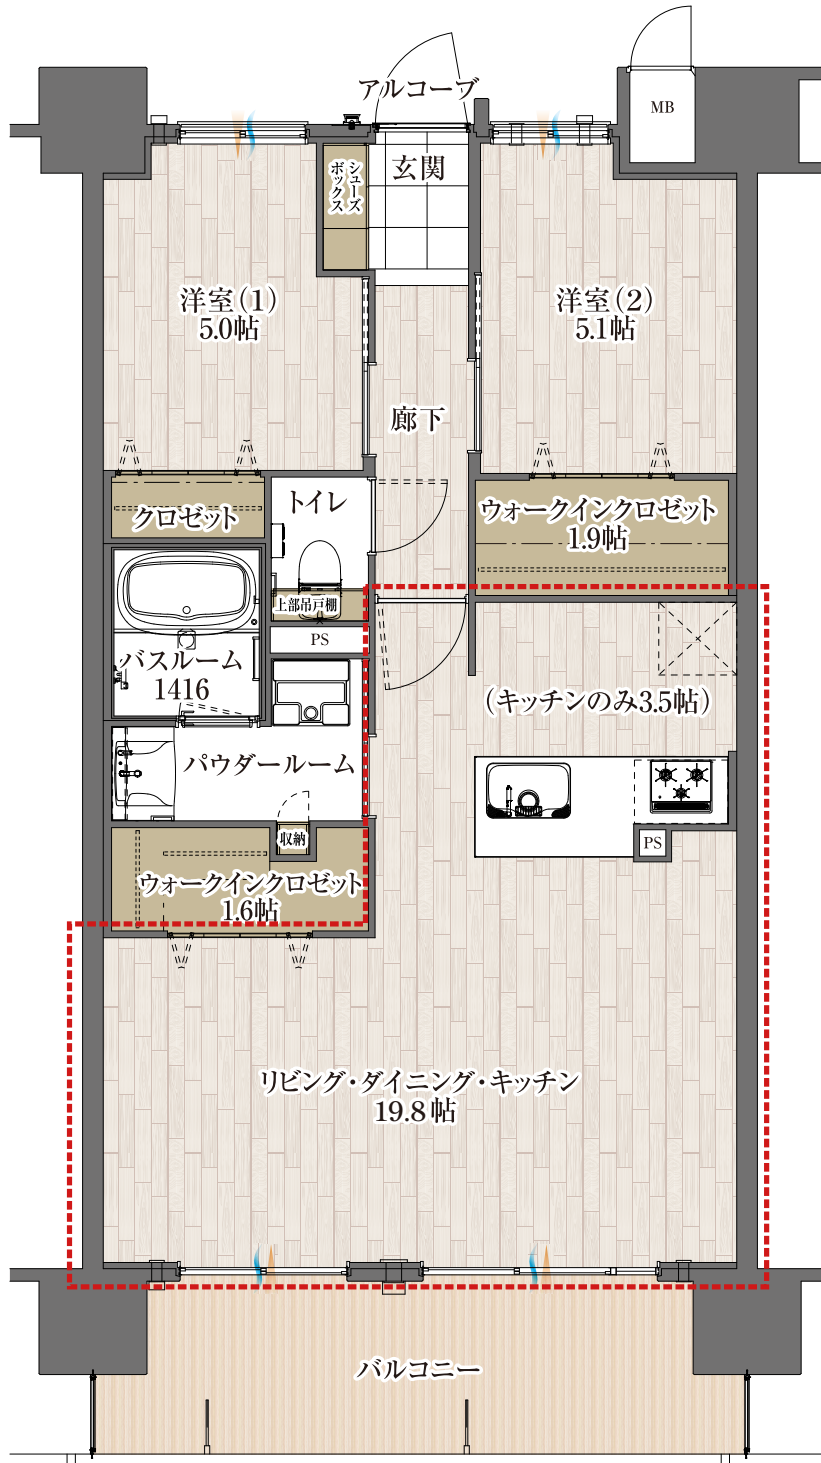 アルコーブ
MB
シューズ
ボックス
玄関
洋室(1)
5.0帖
洋室(2)
5.1帖
廊下
クロゼット
トイレ
ウォークインクロゼット
1.9帖
上部吊戸棚
PS
バスルーム
1416
(キッチンのみ3.5帖)
パウダールーム
収納
PS
ウォークインクロゼット
1.6帖
リビング・ダイニング・キッチン
19.8帖
バルコニー